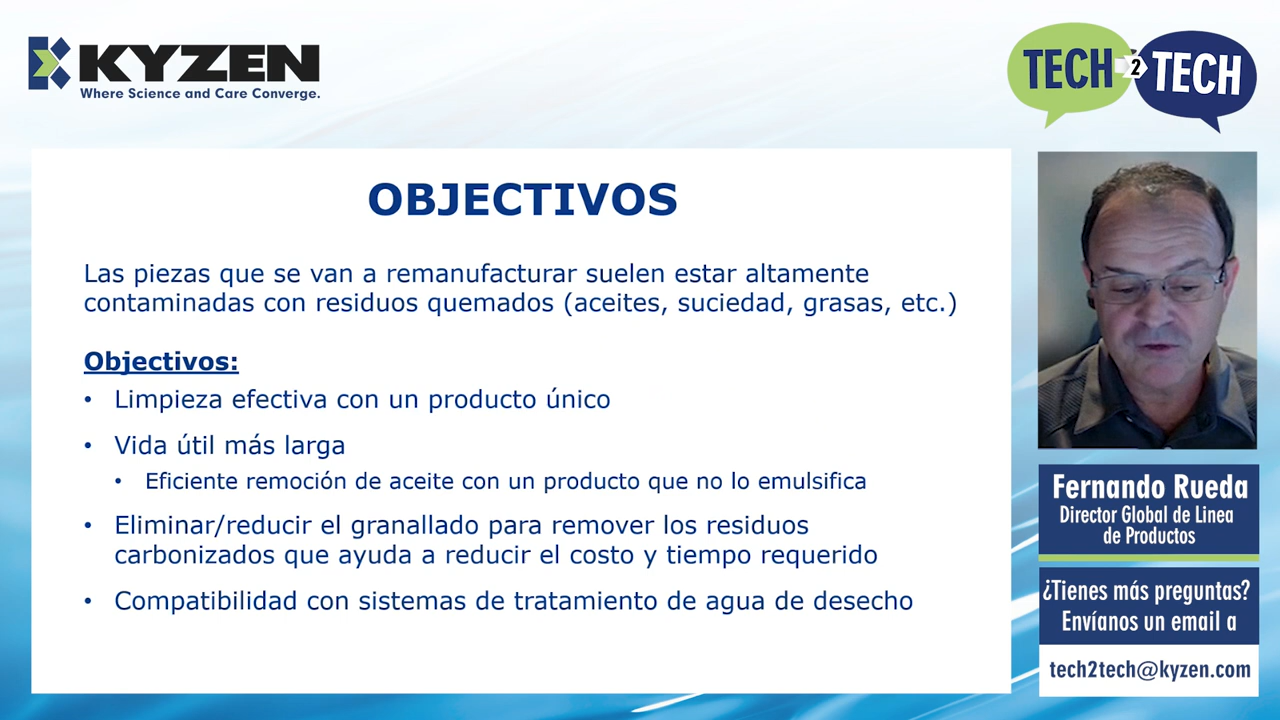 KYZEN
Where Science and Care Converge.
TECH 2 TECH
OBJECTIVOS
Las piezas que se van a remanufacturar suelen estar altamente
contaminadas con residuos quemados (aceites, suciedad, grasas, etc.)
Objectivos:
• Limpieza efectiva con un producto único
• Vida útil más larga
• Eficiente remoción de aceite con un producto que no lo emulsifica
• Eliminar/reducir el granallado para remover los residuos
carbonizados que ayuda a reducir el costo y tiempo requerido
• Compatibilidad con sistemas de tratamiento de agua de desecho
Fernando Rueda
Director Global de Linea
de Productos
¿Tienes más preguntas?
Envíanos un email a
tech2tech@kyzen.com